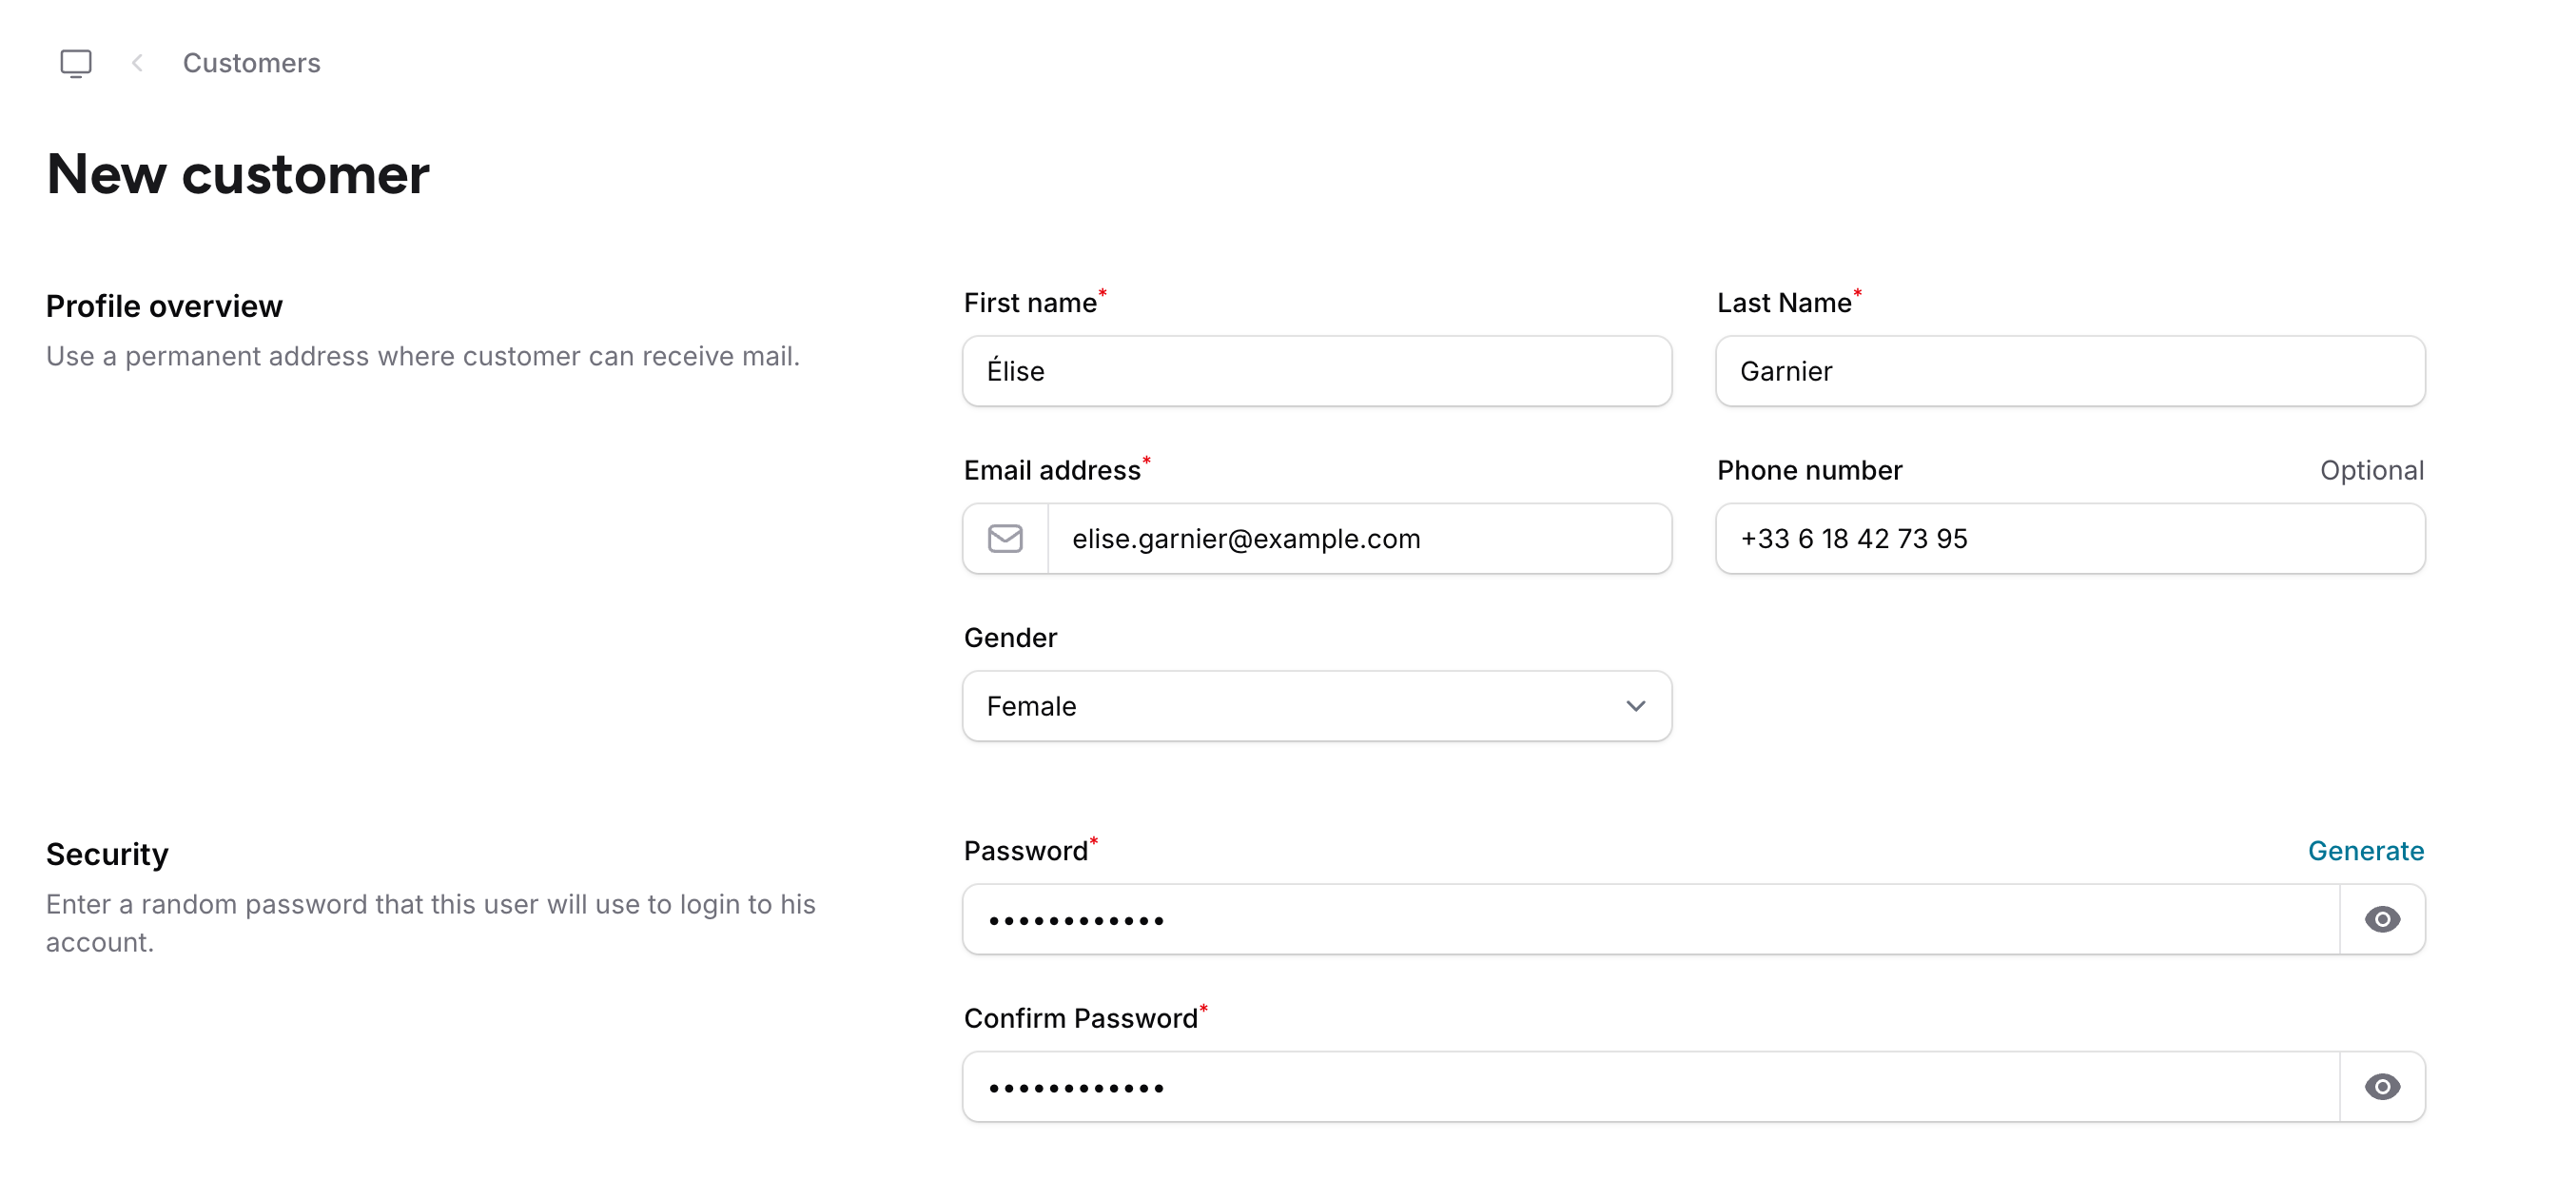 Customers
New customer
Profile overview
Use a permanent address where customer can receive mail.
First name*
Élise
Last Name*
Garnier
Email address*
elise.garnier@example.com
Phone number
Optional
+33 6 18 42 73 95
Gender
Female
Security
Enter a random password that this user will use to login to his
account.
Password*
Generate
••••••••••••
Confirm Password*
••••••••••••